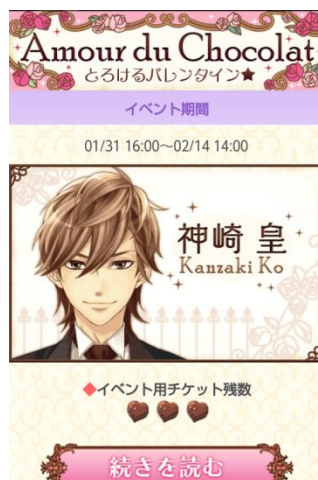 Amour du Chocolat
とろけるバレンタイン★
イベント期間
01/31 16:00～02/14 14:00
神崎 皇
Kanzaki Ko
◆イベント用チケット残数
続きを読む